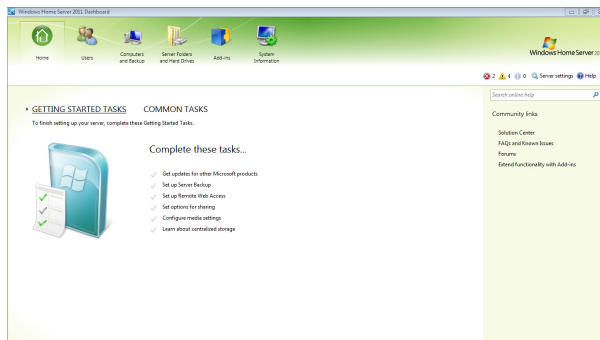 Windows Home Server 2011 Dashboard
Home
Users
Computers
and Backup
Server Folders
and Hard Drives
Add-ins
System
Information
Windows Home Server 20
2 4 0 Server settings Help
Search online help
GETTING STARTED TASKS COMMON TASKS
To finish setting up your server, complete these Getting Started Tasks.
Complete these tasks...
Get updates for other Microsoft products
Set up Server Backup
Set up Remote Web Access
Set options for sharing
Configure media settings
Learn about centralized storage
Community links
Solution Center
FAQs and Known Issues
Forums
Extend functionality with Add-ins